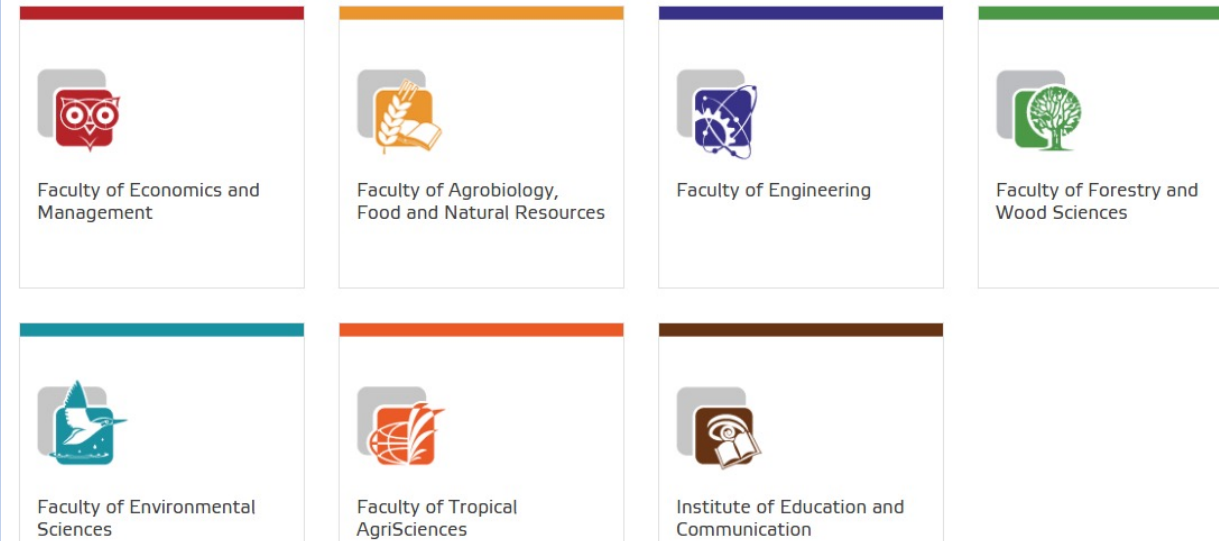 Faculty of Economics and
Management
Faculty of Agrobiology,
Food and Natural Resources
Faculty of Engineering
Faculty of Forestry and
Wood Sciences
Faculty of Environmental
Sciences
Faculty of Tropical
AgriSciences
Institute of Education and
Communication